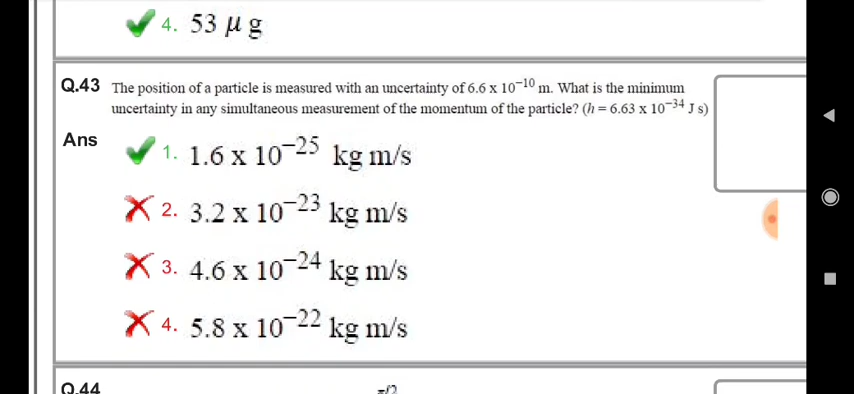 4. 53 μ g
Q.43 The position of a particle is measured with an uncertainty of 6.6 x 10⁻¹⁰ m. What is the minimum
uncertainty in any simultaneous measurement of the momentum of the particle? (h = 6.63 x 10⁻³⁴ J s)
Ans
1. 1.6 x 10⁻²⁵ kg m/s
2. 3.2 x 10⁻²³ kg m/s
3. 4.6 x 10⁻²⁴ kg m/s
4. 5.8 x 10⁻²² kg m/s
Q.44